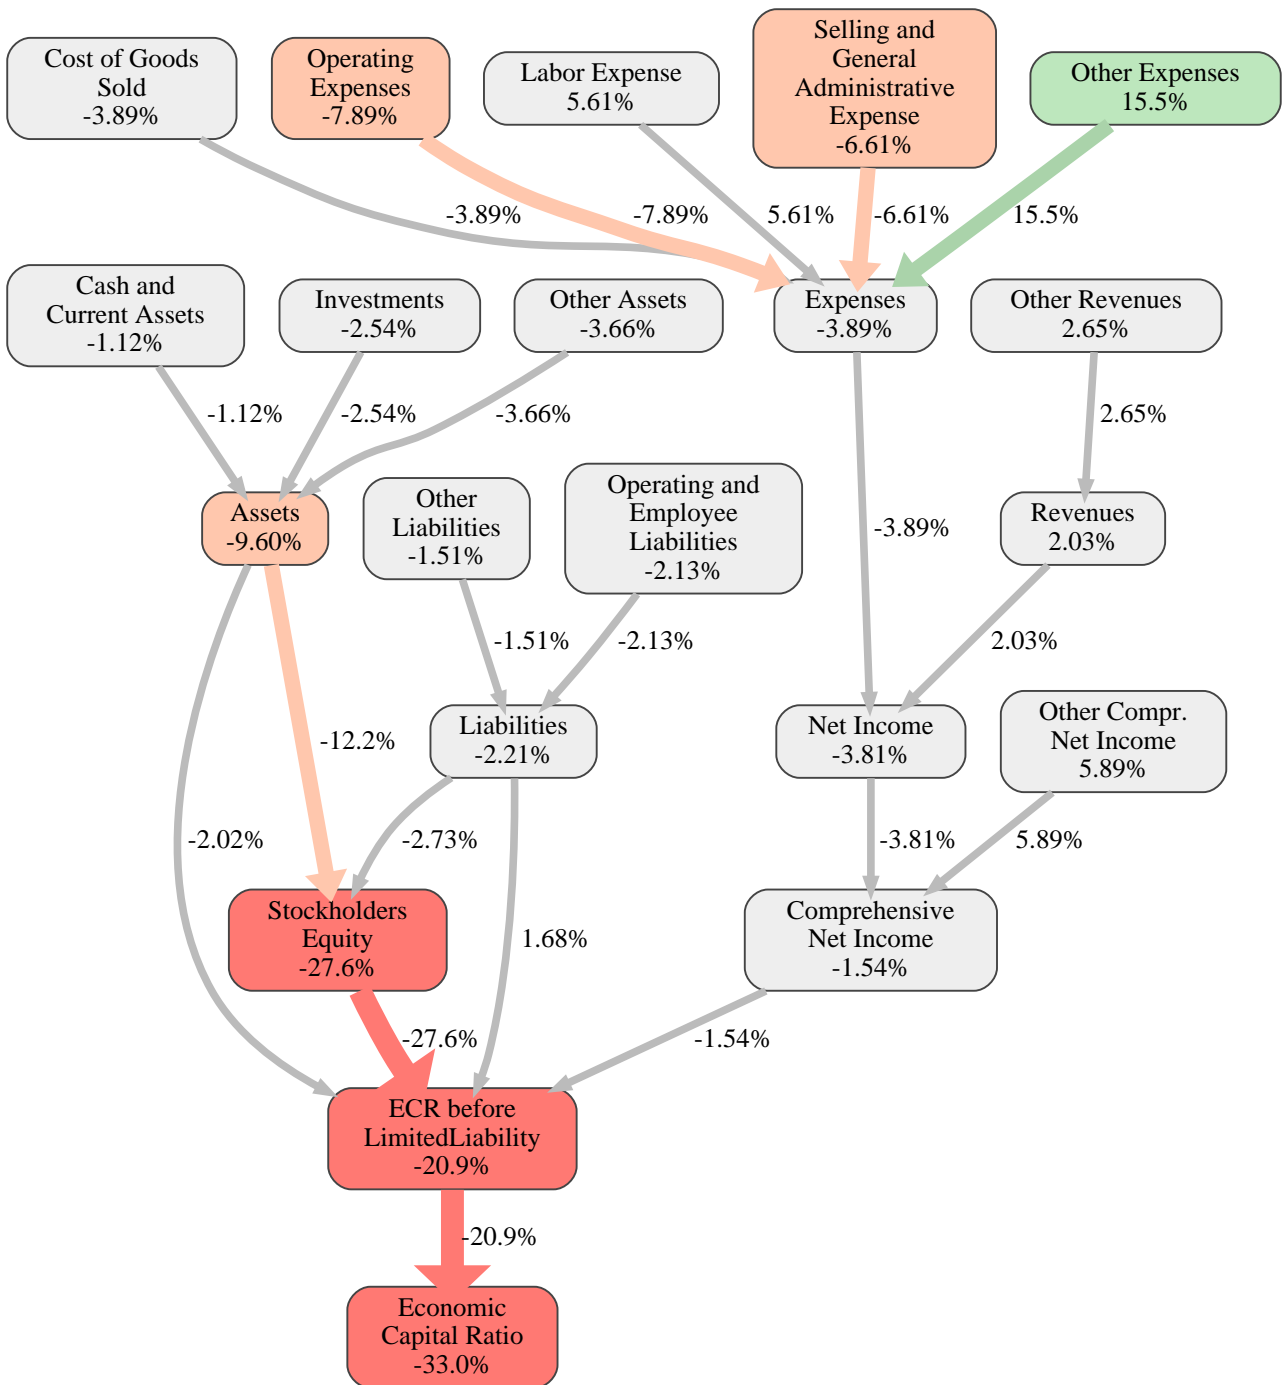 Cost of Goods
Sold
-3.89%
Operating
Expenses
-7.89%
Labor Expense
5.61%
Selling and
General
Administrative
Expense
-6.61%
Other Expenses
15.5%
-3.89%
-7.89%
5.61%
-6.61%
15.5%
Cash and
Current Assets
-1.12%
Investments
-2.54%
Other Assets
-3.66%
Expenses
-3.89%
Other Revenues
2.65%
-1.12%
-2.54%
-3.66%
2.65%
Assets
-9.60%
Other
Liabilities
-1.51%
Operating and
Employee
Liabilities
-2.13%
-3.89%
Revenues
2.03%
-1.51%
-2.13%
2.03%
-12.2%
Liabilities
-2.21%
Net Income
-3.81%
Other Compr.
Net Income
5.89%
-2.02%
-2.73%
-3.81%
5.89%
Stockholders
Equity
-27.6%
1.68%
Comprehensive
Net Income
-1.54%
-27.6%
-1.54%
ECR before
LimitedLiability
-20.9%
-20.9%
Economic
Capital Ratio
-33.0%